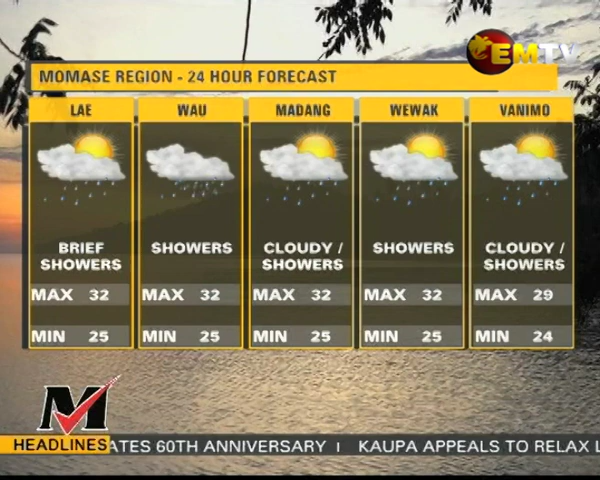 EMTV
MOMASE REGION - 24 HOUR FORECAST
LAE
BRIEF
SHOWERS
MAX 32
MIN 25
WAU
SHOWERS
MAX 32
MIN 25
MADANG
CLOUDY /
SHOWERS
MAX 32
MIN 25
WEWAK
SHOWERS
MAX 32
MIN 25
VANIMO
CLOUDY /
SHOWERS
MAX 29
MIN 24
M
HEADLINES ATES 60TH ANNIVERSARY | KAUPA APPEALS TO RELAX L